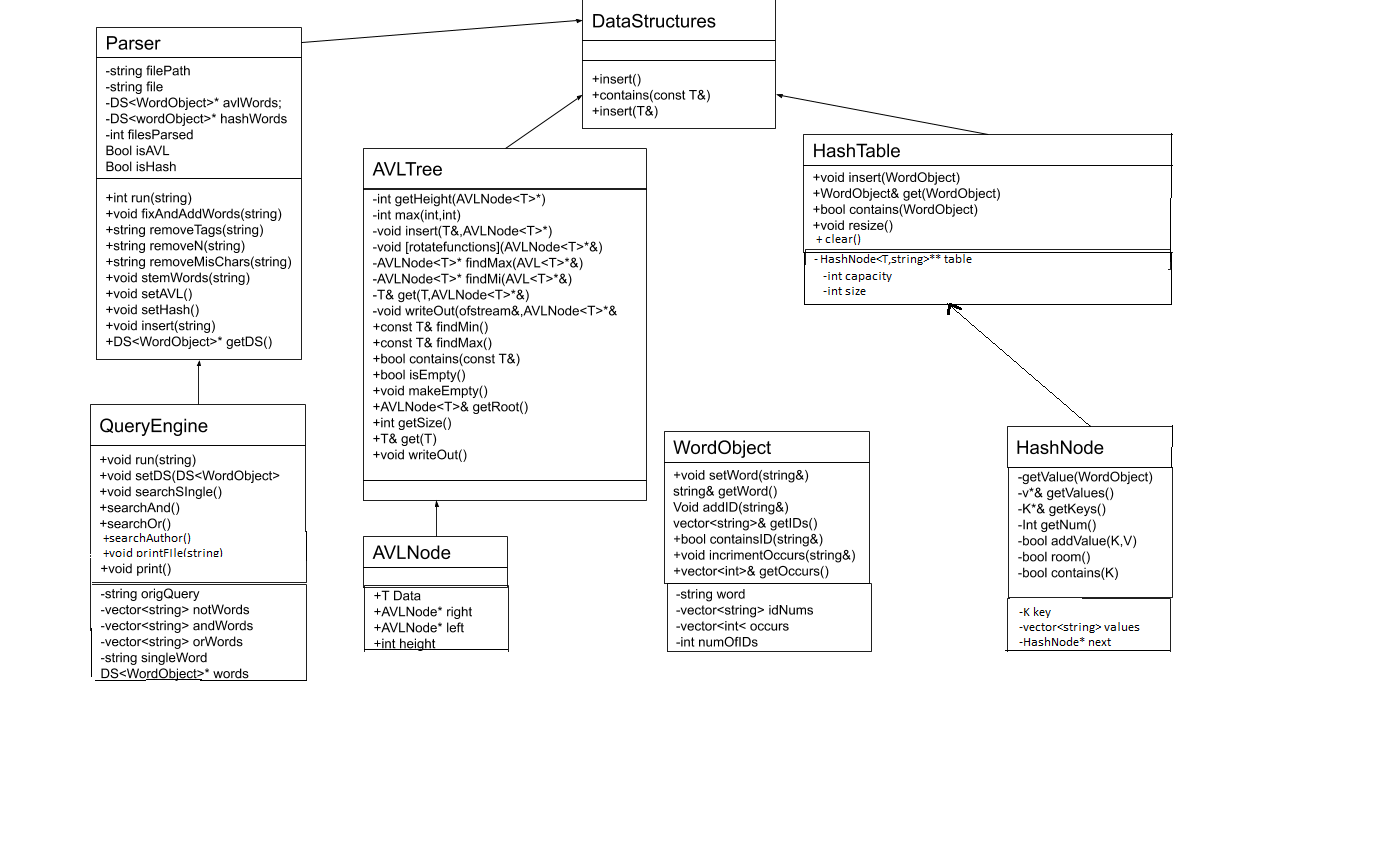 DataStructures
+insert()
+contains(const T&)
+insert(T&)
Parser
-string filePath
-string file
-DS<WordObject>* avlWords;
-DS<wordObject>* hashWords
-int filesParsed
Bool isAVL
Bool isHash
+int run(string)
+void fixAndAddWords(string)
+string removeTags(string)
+string removeN(string)
+string removeMisChars(string)
+void stemWords(string)
+void setAVL()
+void setHash()
+void insert(string)
+DS<WordObject>* getDS()
AVLTree
-int getHeight(AVLNode<T>*)
-int max(int,int)
-void insert(T&,AVLNode<T>*)
-void [rotatefunctions](AVLNode<T>*&)
-AVLNode<T>* findMax(AVL<T>*&)
-AVLNode<T>* findMi(AVL<T>*&)
-T& get(T,AVLNode<T>*&)
-void writeOut(ofstream&,AVLNode<T>*&
+const T& findMin()
+const T& findMax()
+bool contains(const T&)
+bool isEmpty()
+void makeEmpty()
+AVLNode<T>& getRoot()
+int getSize()
+T& get(T)
+void writeOut()
HashTable
+void insert(WordObject)
+WordObject& get(WordObject)
+bool contains(WordObject)
+void resize()
+ clear()
- HashNode<T,string>** table
-int capacity
-int size
QueryEngine
+void run(string)
+void setDS(DS<WordObject>
+void searchSIngle()
+searchAnd()
+searchOr()
+searchAuthor()
+void printFIle(string)
+void print()
-string origQuery
-vector<string> notWords
-vector<string> andWords
-vector<string> orWords
-string singleWord
DS<WordObject>* words
AVLNode
+T Data
+AVLNode* right
+AVLNode* left
+int height
WordObject
+void setWord(string&)
string& getWord()
Void addID(string&)
vector<string>& getIDs()
+bool containsID(string&)
+void incrimentOccurs(string&)
+vector<int>& getOccurs()
-string word
-vector<string> idNums
-vector<int< occurs
-int numOfIDs
HashNode
-getValue(WordObject)
-v*& getValues()
-K*& getKeys()
-Int getNum()
-bool addValue(K,V)
-bool room()
-bool contains(K)
-K key
-vector<string> values
-HashNode* next